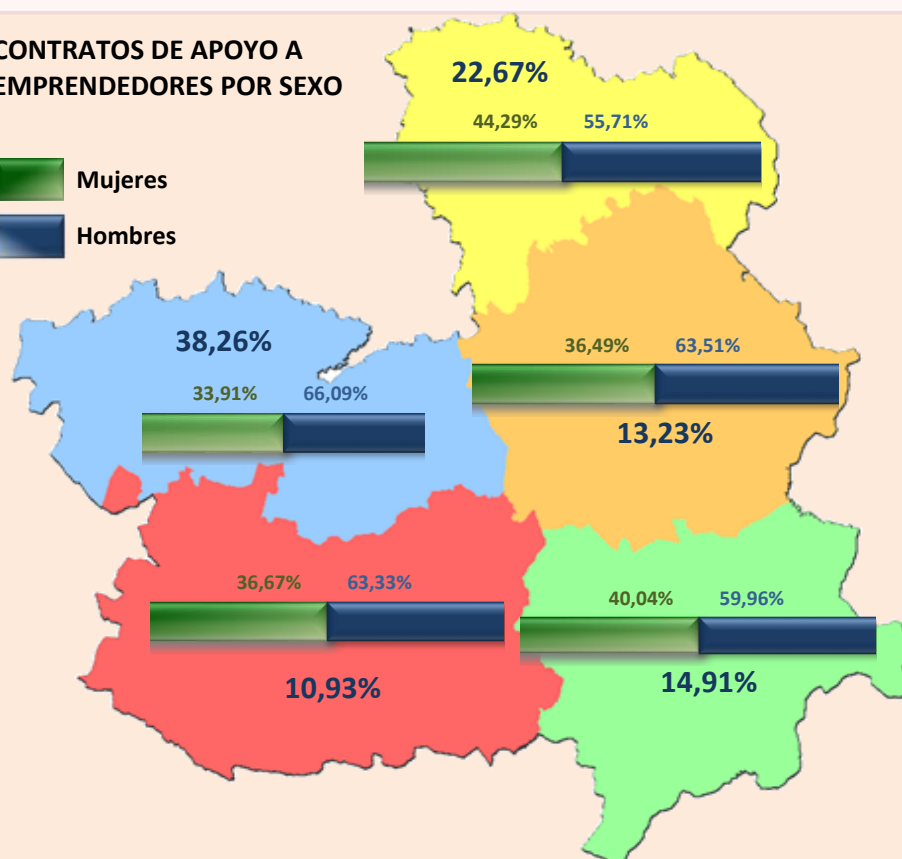 CONTRATOS DE APOYO A
EMPRENDEDORES POR SEXO
Mujeres
Hombres
22,67%
44,29% 55,71%
38,26%
33,91% 66,09%
36,49% 63,51%
13,23%
36,67% 63,33%
10,93%
40,04% 59,96%
14,91%